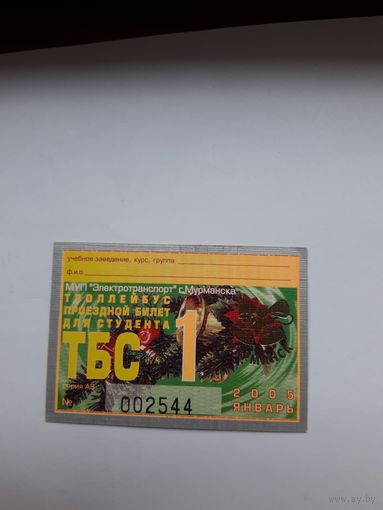 учебное заведение, курс, группа
ф.и.о.
МУП "Электротранспорт" г.Мурманска
ТРОЛЛЕЙБУС
ПРОЕЗДНОЙ БИЛЕТ
ДЛЯ СТУДЕНТА
ТБС 1
серия АБ
№ 002544
2005
ЯНВАРЬ
www.ay.by